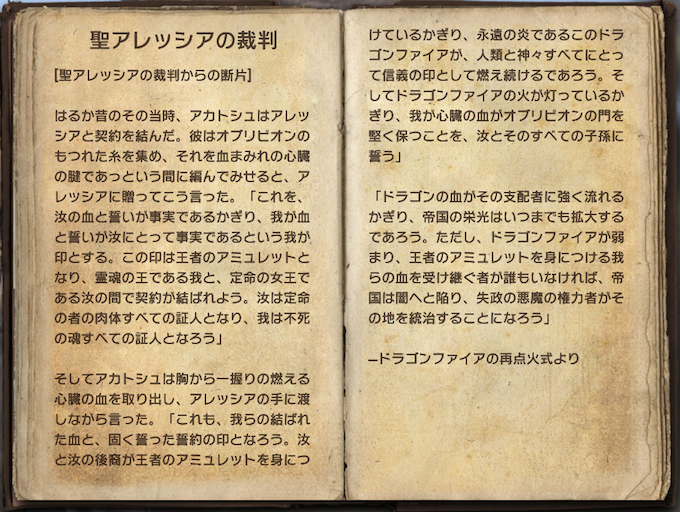 聖アレッシアの裁判
[聖アレッシアの裁判からの断片]
はるか昔のその当時、アカトシュはアレッ
シアと契約を結んだ。彼はオブリビオンの
もつれた糸を集め、それを血まみれの心臓
の腱であっという間に編んでみせると、ア
レッシアに贈ってこう言った。「これを、
汝の血と誓いが事実であるかぎり、我が血
と誓いが汝にとって事実であるという我が
印とする。この印は王者のアミュレットと
なり、霊魂の王である我と、定命の女王で
ある汝の間で契約が結ばれよう。汝は定命
の者の肉体すべての証人となり、我は不死
の魂すべての証人となろう」
そしてアカトシュは胸から一握りの燃える
心臓の血を取り出し、アレッシアの手に渡
しながら言った。「これも、我らの結ばれ
た血と、固く誓った誓約の印となろう。汝
と汝の後裔が王者のアミュレットを身につ
けているかぎり、永遠の炎であるこのドラ
ゴンファイアが、人類と神々すべてにとっ
て信義の印として燃え続けるであろう。そ
してドラゴンファイアの火が灯っているか
ぎり、我が心臓の血がオブリビオンの門を
堅く保つことを、汝とそのすべての子孫に
誓う」
「ドラゴンの血がその支配者に強く流れる
かぎり、帝国の栄光はいつまでも拡大する
であろう。ただし、ドラゴンファイアが弱
まり、王者のアミュレットを身につける我
らの血を受け継ぐ者が誰もいなければ、帝
国は闇へと陥り、失政の悪魔の権力者がそ
の地を統治することになろう」
–ドラゴンファイアの再点火式より